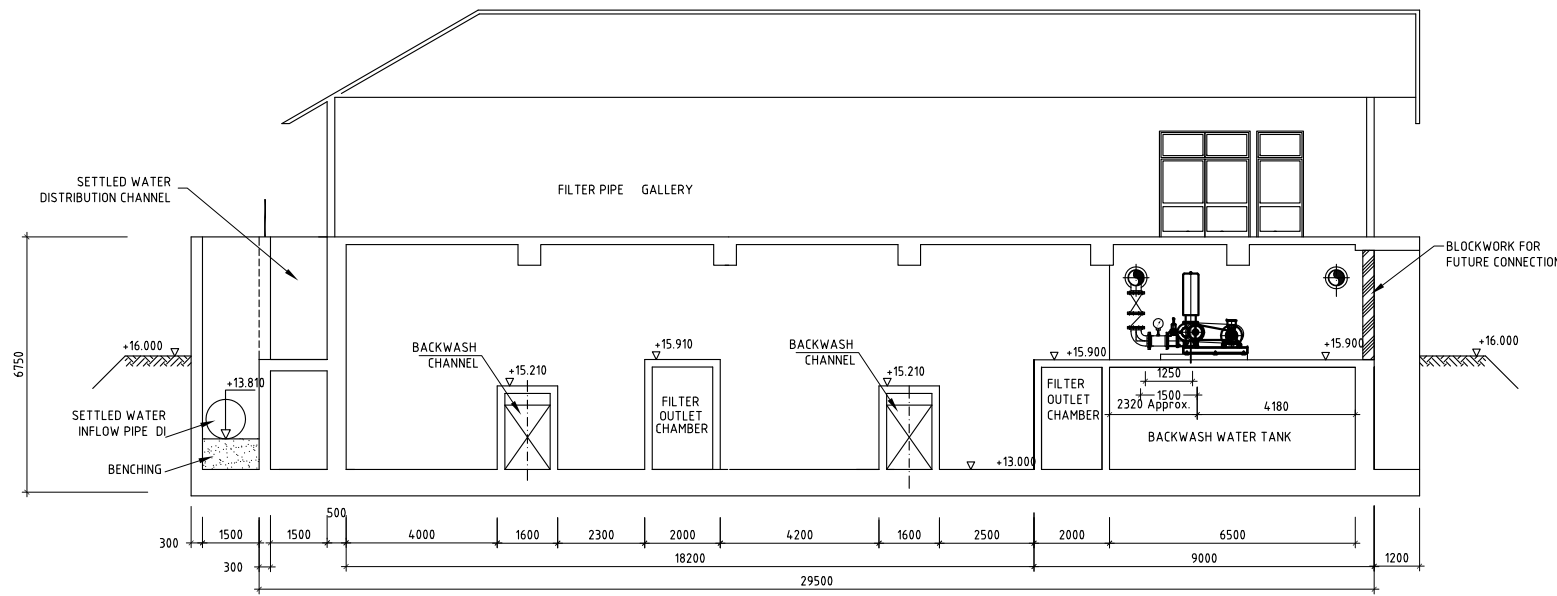 SETTLED WATER
DISTRIBUTION CHANNEL
FILTER PIPE GALLERY
BLOCKWORK FOR
FUTURE CONNECTION
6750
+16.000
+13.810
SETTLED WATER
INFLOW PIPE DI
BENCHING
BACKWASH
CHANNEL
+15.210
+15.910
FILTER
OUTLET
CHAMBER
BACKWASH
CHANNEL
+15.210
+13.000
+15.900
FILTER
OUTLET
CHAMBER
+15.900
1250
1500
2320 Approx.
4180
BACKWASH WATER TANK
+16.000
300
1500
300
1500
500
4000
1600
2300
2000
4200
1600
2500
2000
6500
18200
9000
1200
29500